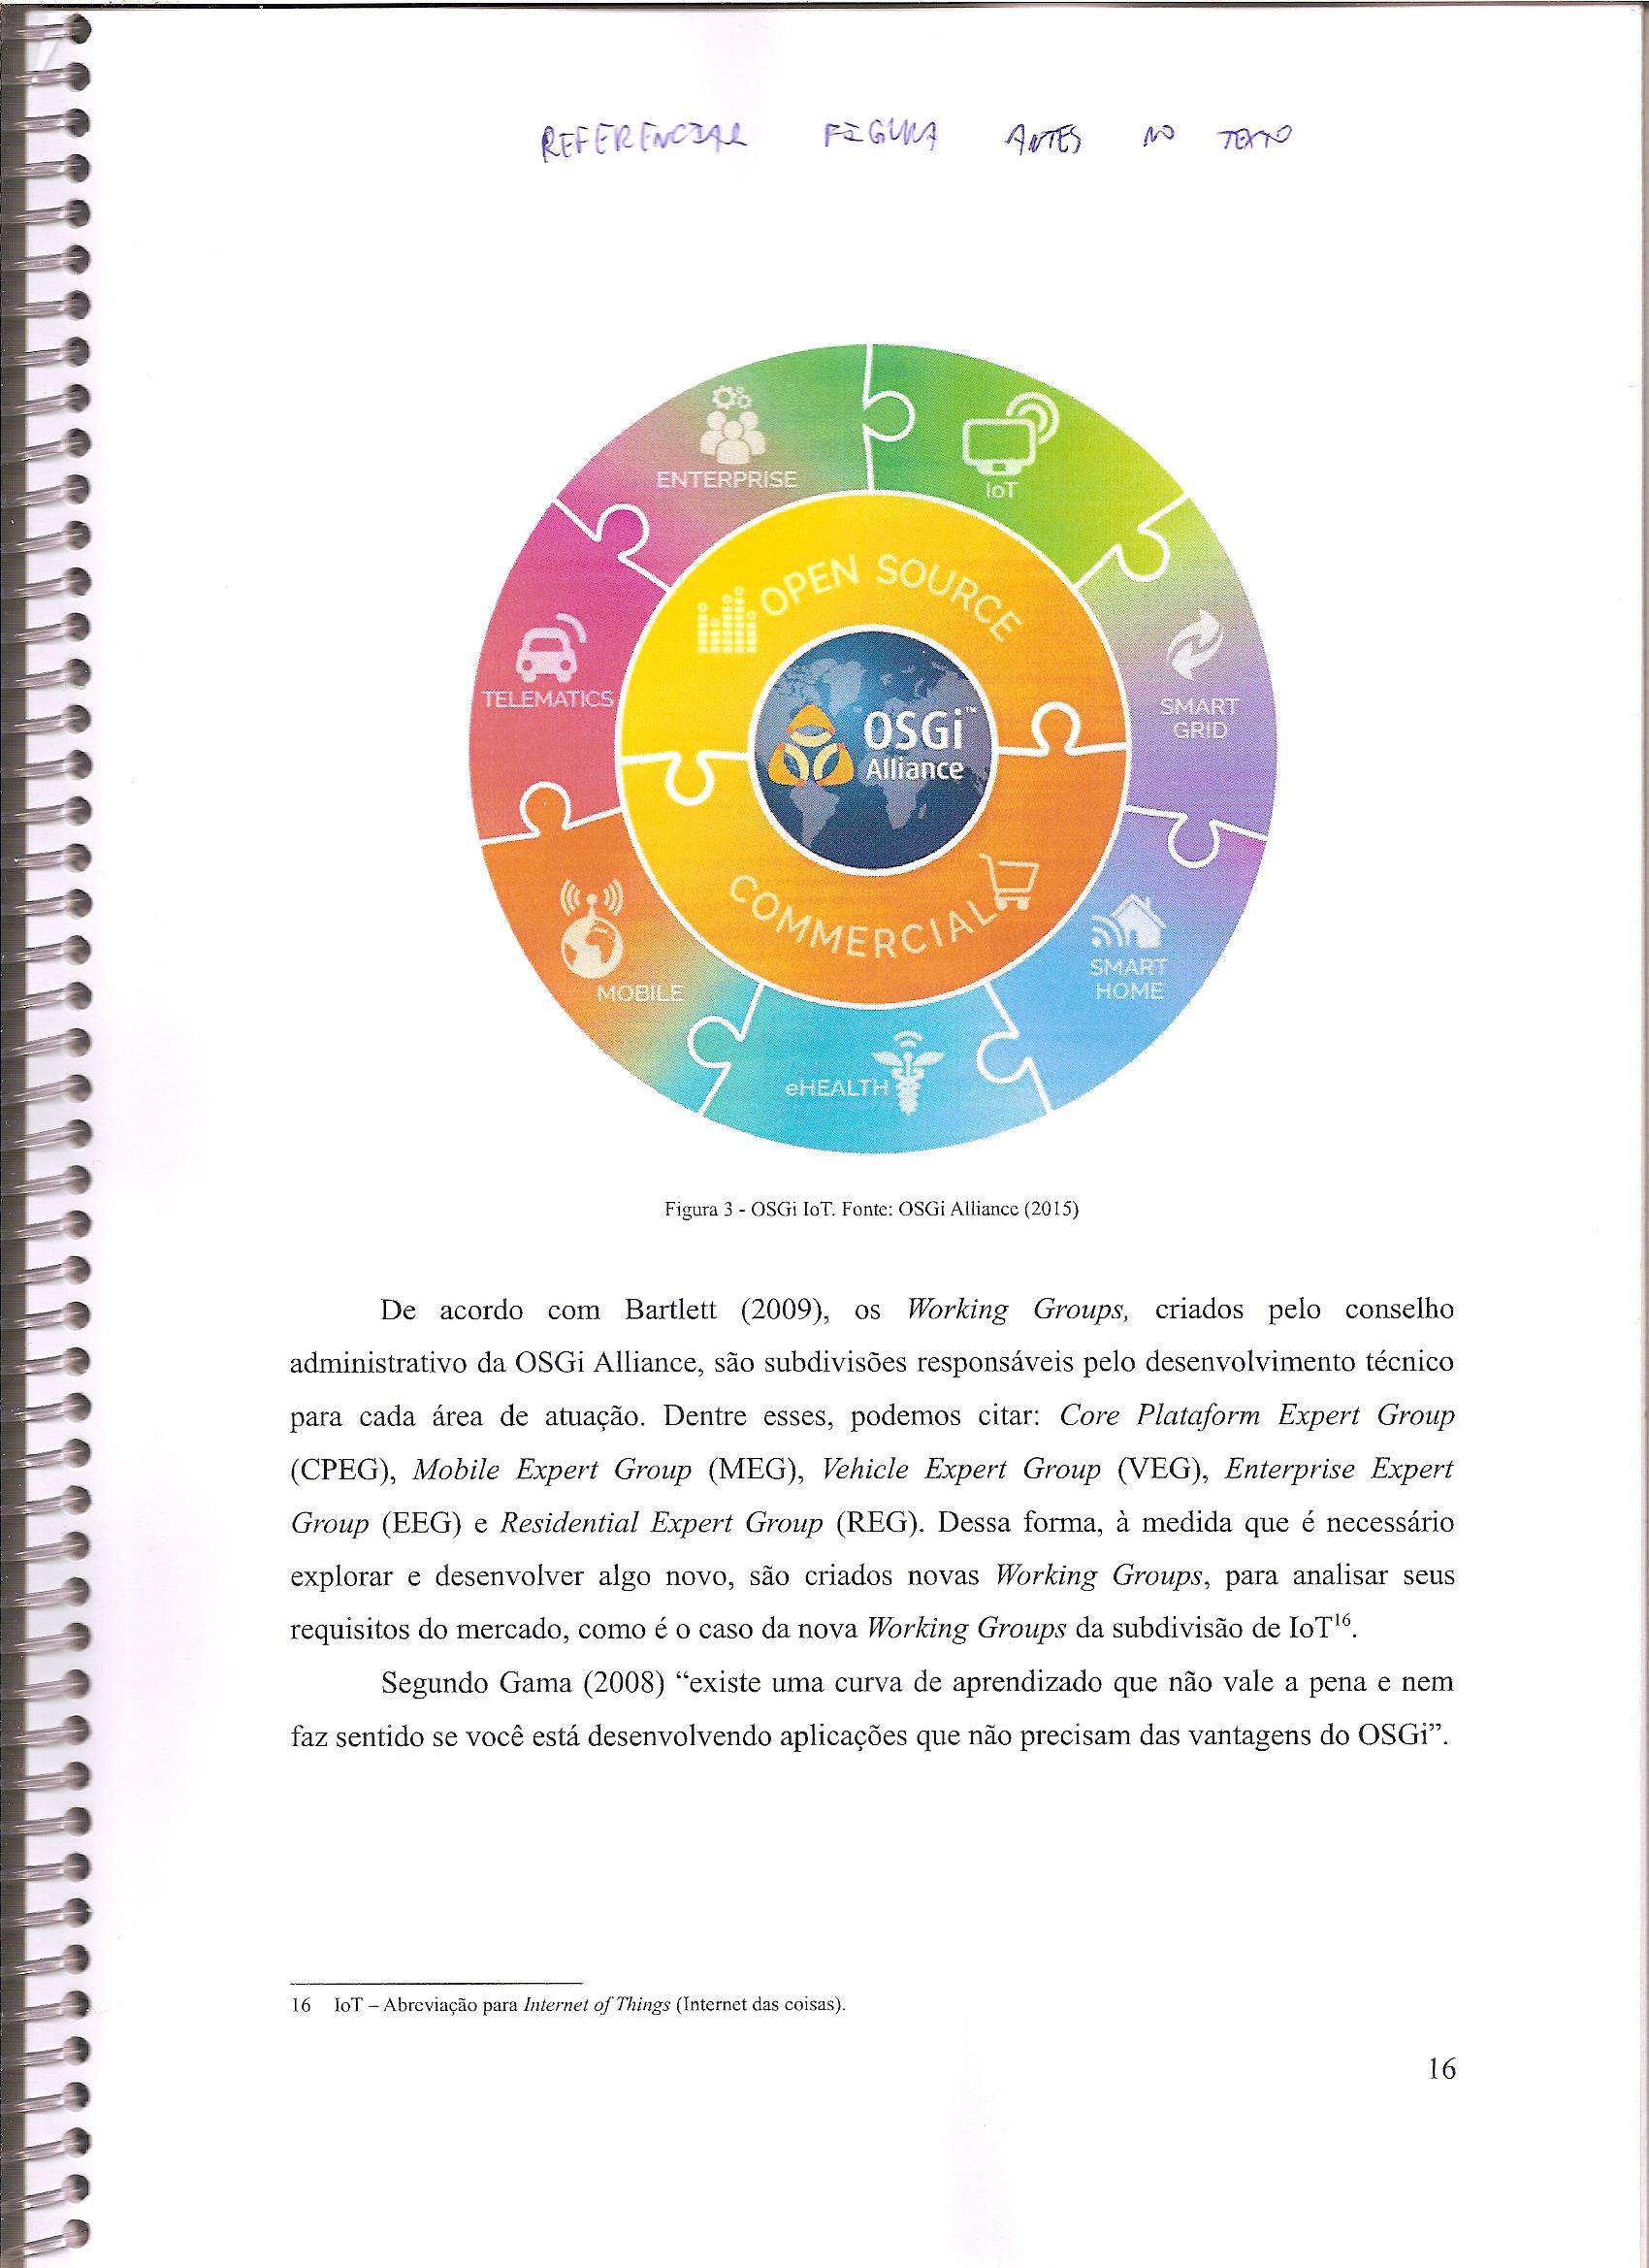 REFERENCIAR FIGURA ANTES NO TEXTO
ENTERPRISE
IoT
OPEN SOURCE
TELEMATICS
SMART
GRID
OSGi™
Alliance
COMMERCIAL
SMART
HOME
MOBILE
eHEALTH
Figura 3 - OSGi IoT. Fonte: OSGi Alliance (2015)
De acordo com Bartlett (2009), os Working Groups, criados pelo conselho
administrativo da OSGi Alliance, são subdivisões responsáveis pelo desenvolvimento técnico
para cada área de atuação. Dentre esses, podemos citar: Core Plataform Expert Group
(CPEG), Mobile Expert Group (MEG), Vehicle Expert Group (VEG), Enterprise Expert
Group (EEG) e Residential Expert Group (REG). Dessa forma, à medida que é necessário
explorar e desenvolver algo novo, são criados novas Working Groups, para analisar seus
requisitos do mercado, como é o caso da nova Working Groups da subdivisão de IoT16.
Segundo Gama (2008) “existe uma curva de aprendizado que não vale a pena e nem
faz sentido se você está desenvolvendo aplicações que não precisam das vantagens do OSGi”.
16 IoT – Abreviação para Internet of Things (Internet das coisas).
16